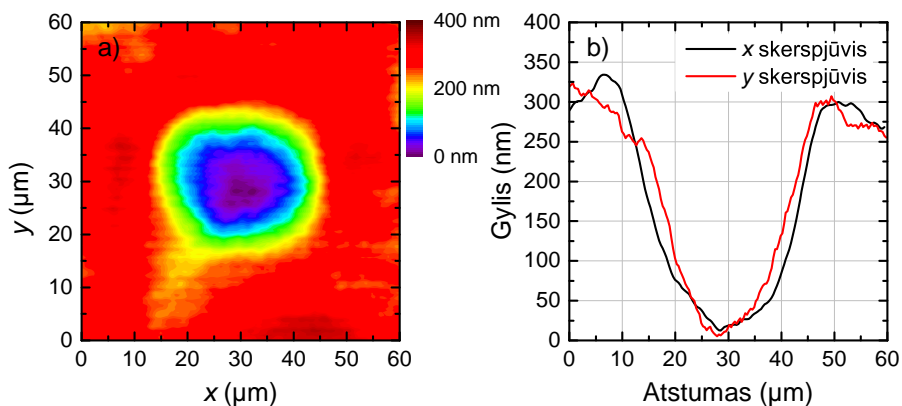 a)
60
50
40
30
20
10
0
y (µm)
0 10 20 30 40 50 60
x (µm)
400 nm
200 nm
0 nm
b)
x skerspjūvis
y skerspjūvis
400
350
300
250
200
150
100
50
0
Gylis (nm)
0 10 20 30 40 50 60
Atstumas (µm)